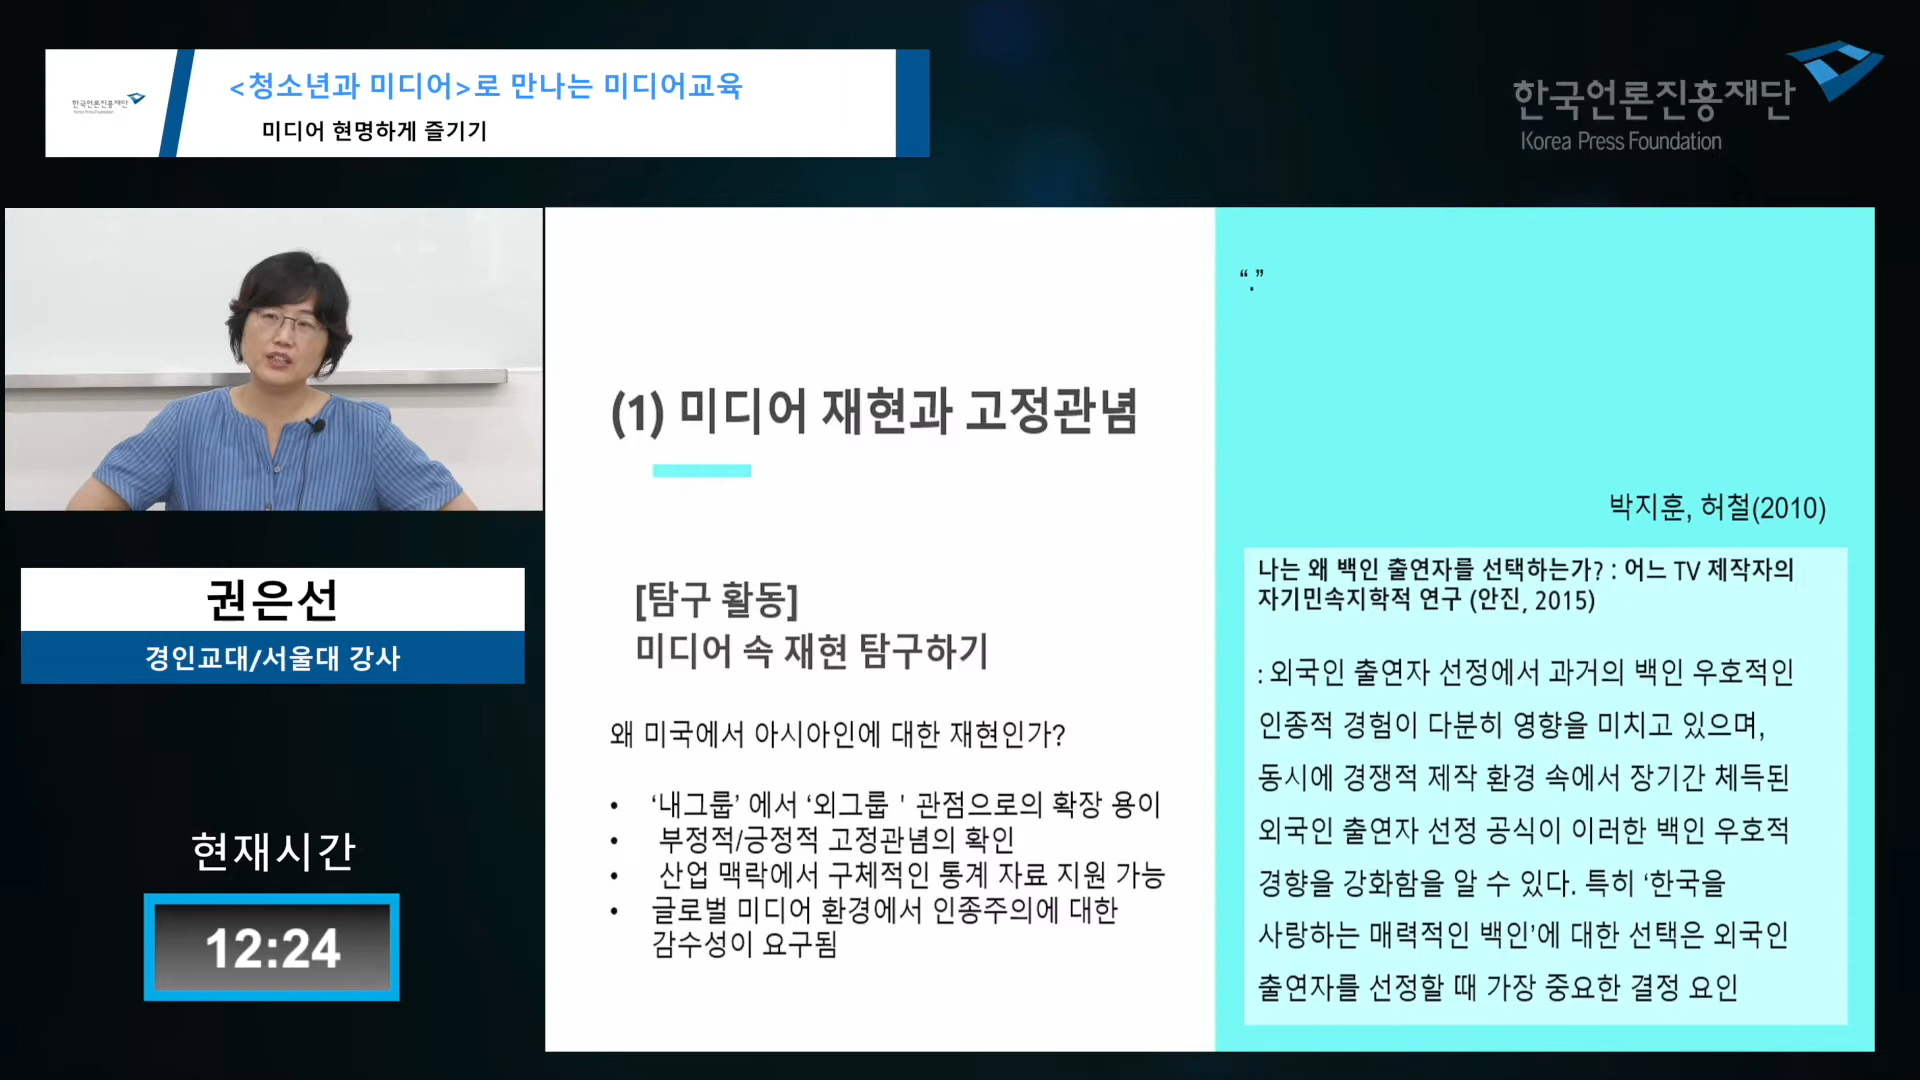 <청소년과 미디어>로 만나는 미디어교육
미디어 현명하게 즐기기
한국언론진흥재단
Korea Press Foundation
한국언론진흥재단
Korea Press Foundation
권은선
경인교대/서울대 강사
현재시간
12:24
(1) 미디어 재현과 고정관념
[탐구 활동]
미디어 속 재현 탐구하기
왜 미국에서 아시아인에 대한 재현인가?
• ‘내그룹’ 에서 ‘외그룹 ' 관점으로의 확장 용이
• 부정적/긍정적 고정관념의 확인
• 산업 맥락에서 구체적인 통계 자료 지원 가능
• 글로벌 미디어 환경에서 인종주의에 대한
감수성이 요구됨
“.”
박지훈, 허철(2010)
나는 왜 백인 출연자를 선택하는가? : 어느 TV 제작자의
자기민속지학적 연구 (안진, 2015)
: 외국인 출연자 선정에서 과거의 백인 우호적인
인종적 경험이 다분히 영향을 미치고 있으며,
동시에 경쟁적 제작 환경 속에서 장기간 체득된
외국인 출연자 선정 공식이 이러한 백인 우호적
경향을 강화함을 알 수 있다. 특히 ‘한국을
사랑하는 매력적인 백인’에 대한 선택은 외국인
출연자를 선정할 때 가장 중요한 결정 요인